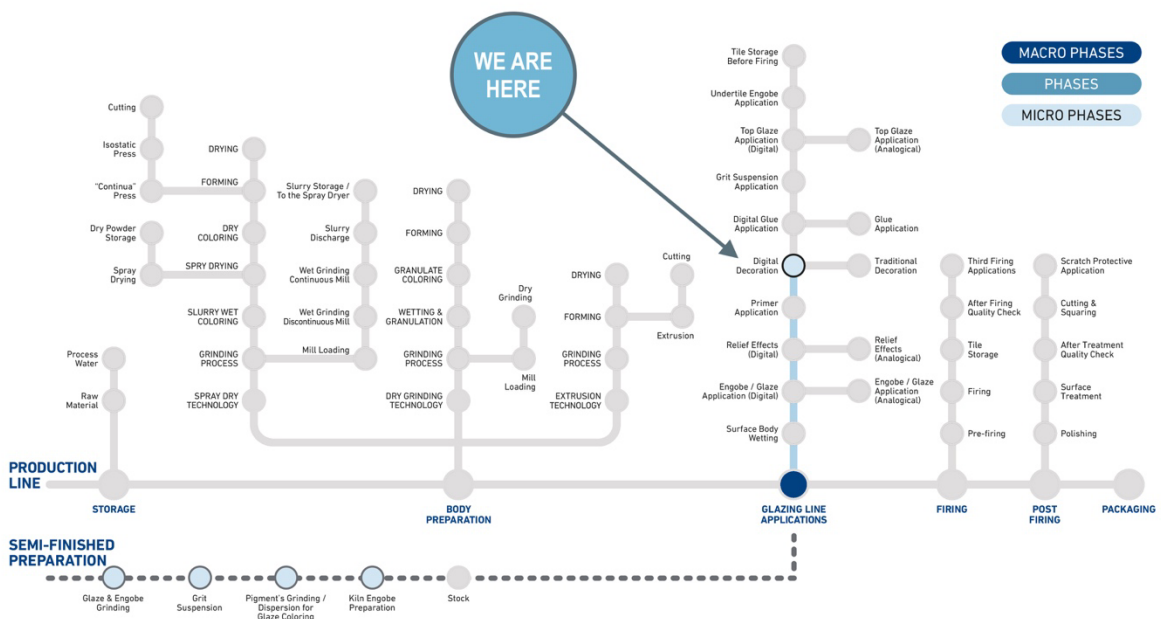 WE ARE
HERE
MACRO PHASES
PHASES
MICRO PHASES
Cutting
Isostatic
Press
"Continua"
Press
Dry Powder
Storage
Spray
Drying
Process
Water
Raw
Material
DRYING
FORMING
DRY
COLORING
SPRY DRYING
SLURRY WET
COLORING
GRINDING
PROCESS
SPRAY DRY
TECHNOLOGY
Slurry Storage /
To the Spray Dryer
Slurry
Discharge
Wet Grinding
Continuous Mill
Wet Grinding
Discontinuous Mill
Mill Loading
DRYING
FORMING
GRANULATE
COLORING
WETTING &
GRANULATION
GRINDING
PROCESS
DRY GRINDING
TECHNOLOGY
Dry
Grinding
Mill
Loading
DRYING
FORMING
GRINDING
PROCESS
EXTRUSION
TECHNOLOGY
Cutting
Extrusion
Tile Storage
Before Firing
Undertile Engobe
Application
Top Glaze
Application
(Digital)
Top Glaze
Application
(Analogical)
Grit Suspension
Application
Digital Glue
Application
Glue
Application
Digital
Decoration
Traditional
Decoration
Primer
Application
Relief Effects
(Digital)
Relief
Effects
(Analogical)
Engobe / Glaze
Application (Digital)
Engobe / Glaze
Application
(Analogical)
Surface Body
Wetting
Third Firing
Applications
After Firing
Quality Check
Tile
Storage
Firing
Pre-firing
Scratch Protective
Application
Cutting &
Squaring
After Treatment
Quality Check
Surface
Treatment
Polishing
PRODUCTION
LINE
STORAGE
BODY
PREPARATION
GLAZING LINE
APPLICATIONS
FIRING
POST
FIRING
PACKAGING
SEMI-FINISHED
PREPARATION
Glaze & Engobe
Grinding
Grit
Suspension
Pigment's Grinding /
Dispersion for
Glaze Coloring
Kiln Engobe
Preparation
Stock